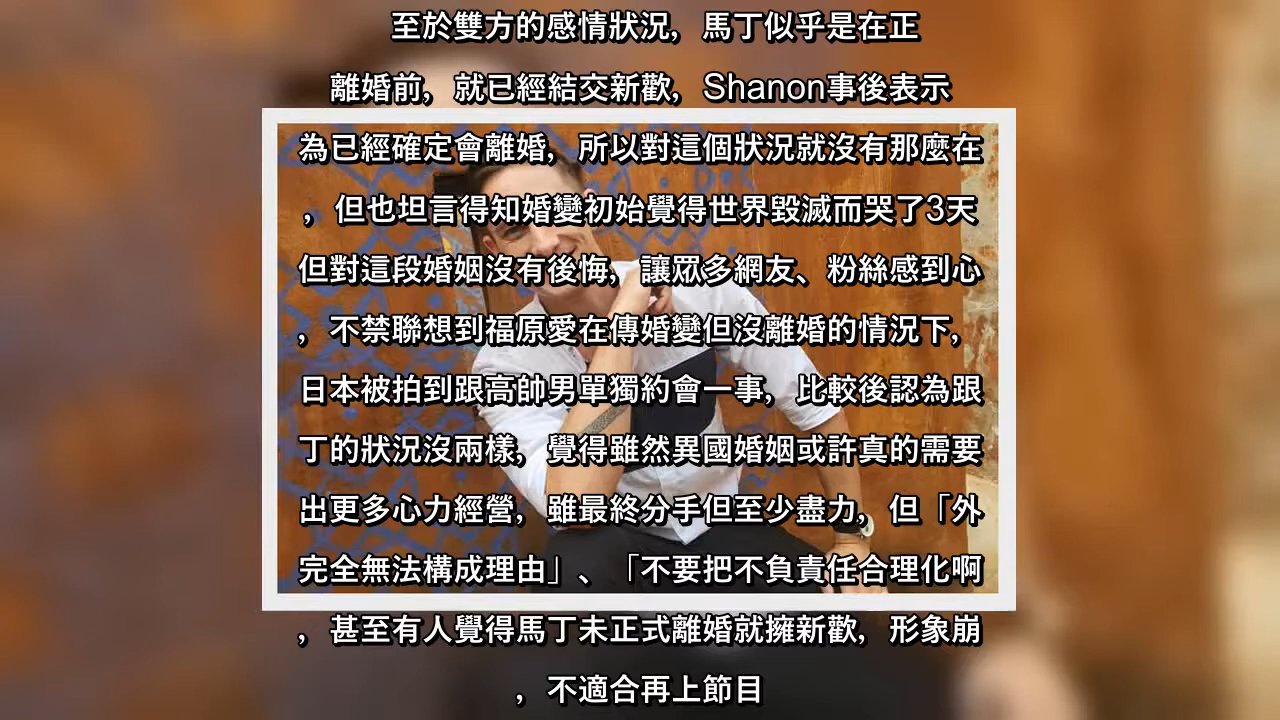 至於雙方的感情狀況，馬丁似乎是在正
離婚前，就已經結交新歡，Shanon事後表示
為已經確定會離婚，所以對這個狀況就沒有那麼在
，但也坦言得知婚變初始覺得世界毀滅而哭了3天
但對這段婚姻沒有後悔，讓眾多網友、粉絲感到心
，不禁聯想到福原愛在傳婚變但沒離婚的情況下，
日本被拍到跟高帥男單獨約會一事，比較後認為跟
丁的狀況沒兩樣，覺得雖然異國婚姻或許真的需要
出更多心力經營，雖最終分手但至少盡力，但「外
完全無法構成理由」、「不要把不負責任合理化啊
，甚至有人覺得馬丁未正式離婚就擁新歡，形象崩
，不適合再上節目